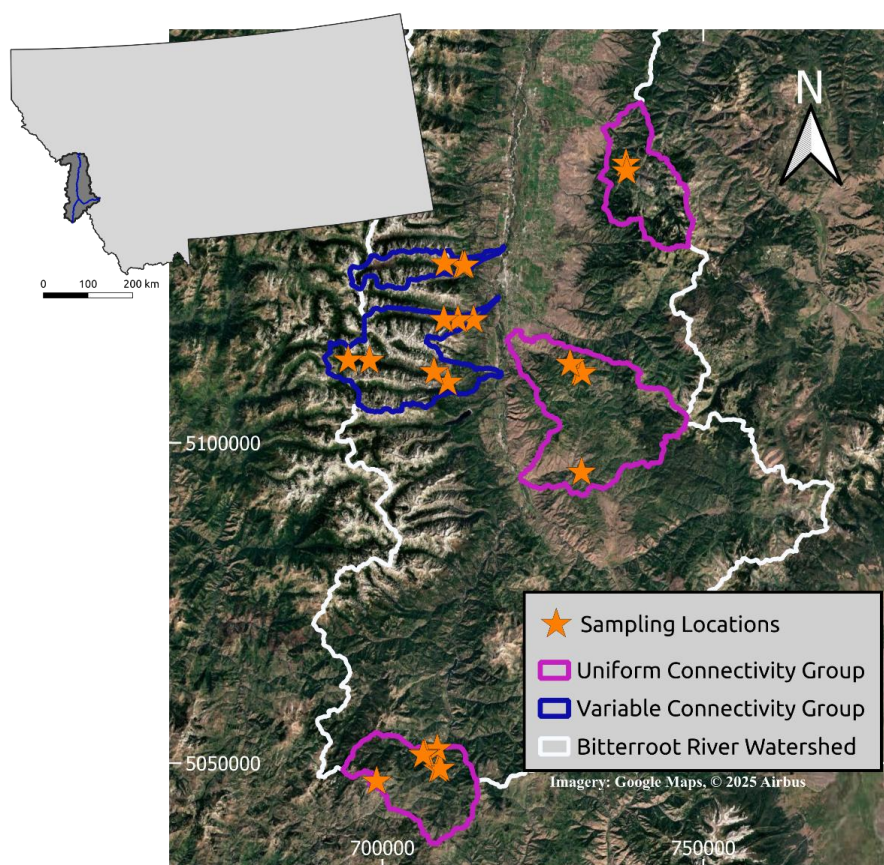 N
0 100 200 km
5100000
Sampling Locations
Uniform Connectivity Group
Variable Connectivity Group
Bitterroot River Watershed
5050000
Imagery: Google Maps, © 2025 Airbus
700000
750000